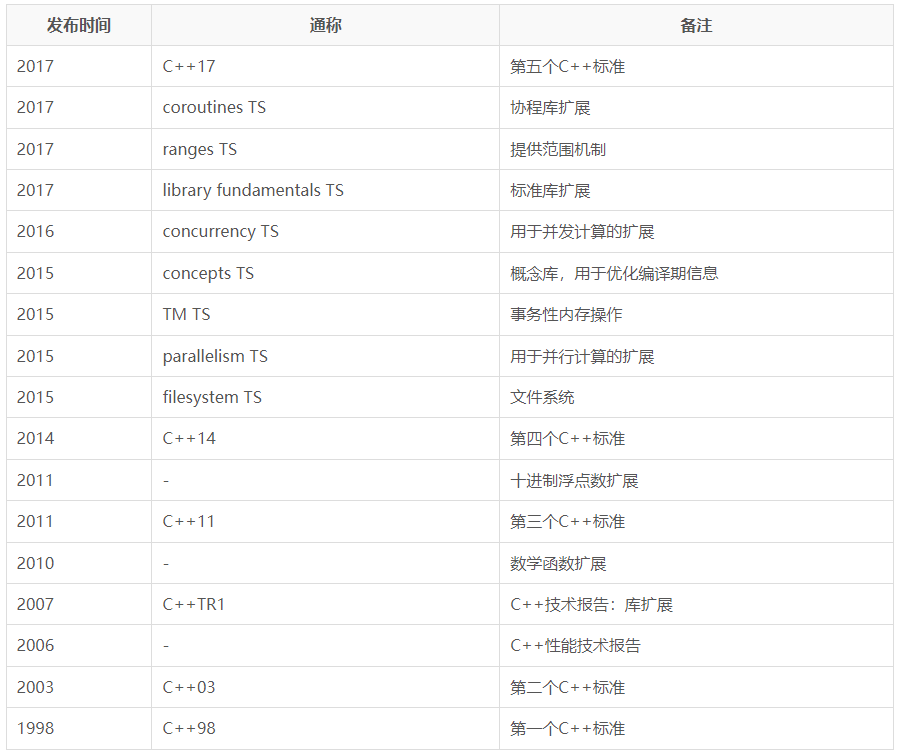 发布时间 通称 备注
2017 C++17 第五个C++标准
2017 coroutines TS 协程库扩展
2017 ranges TS 提供范围机制
2017 library fundamentals TS 标准库扩展
2016 concurrency TS 用于并发计算的扩展
2015 concepts TS 概念库，用于优化编译期信息
2015 TM TS 事务性内存操作
2015 parallelism TS 用于并行计算的扩展
2015 filesystem TS 文件系统
2014 C++14 第四个C++标准
2011 - 十进制浮点数扩展
2011 C++11 第三个C++标准
2010 - 数学函数扩展
2007 C++TR1 C++技术报告：库扩展
2006 - C++性能技术报告
2003 C++03 第二个C++标准
1998 C++98 第一个C++标准